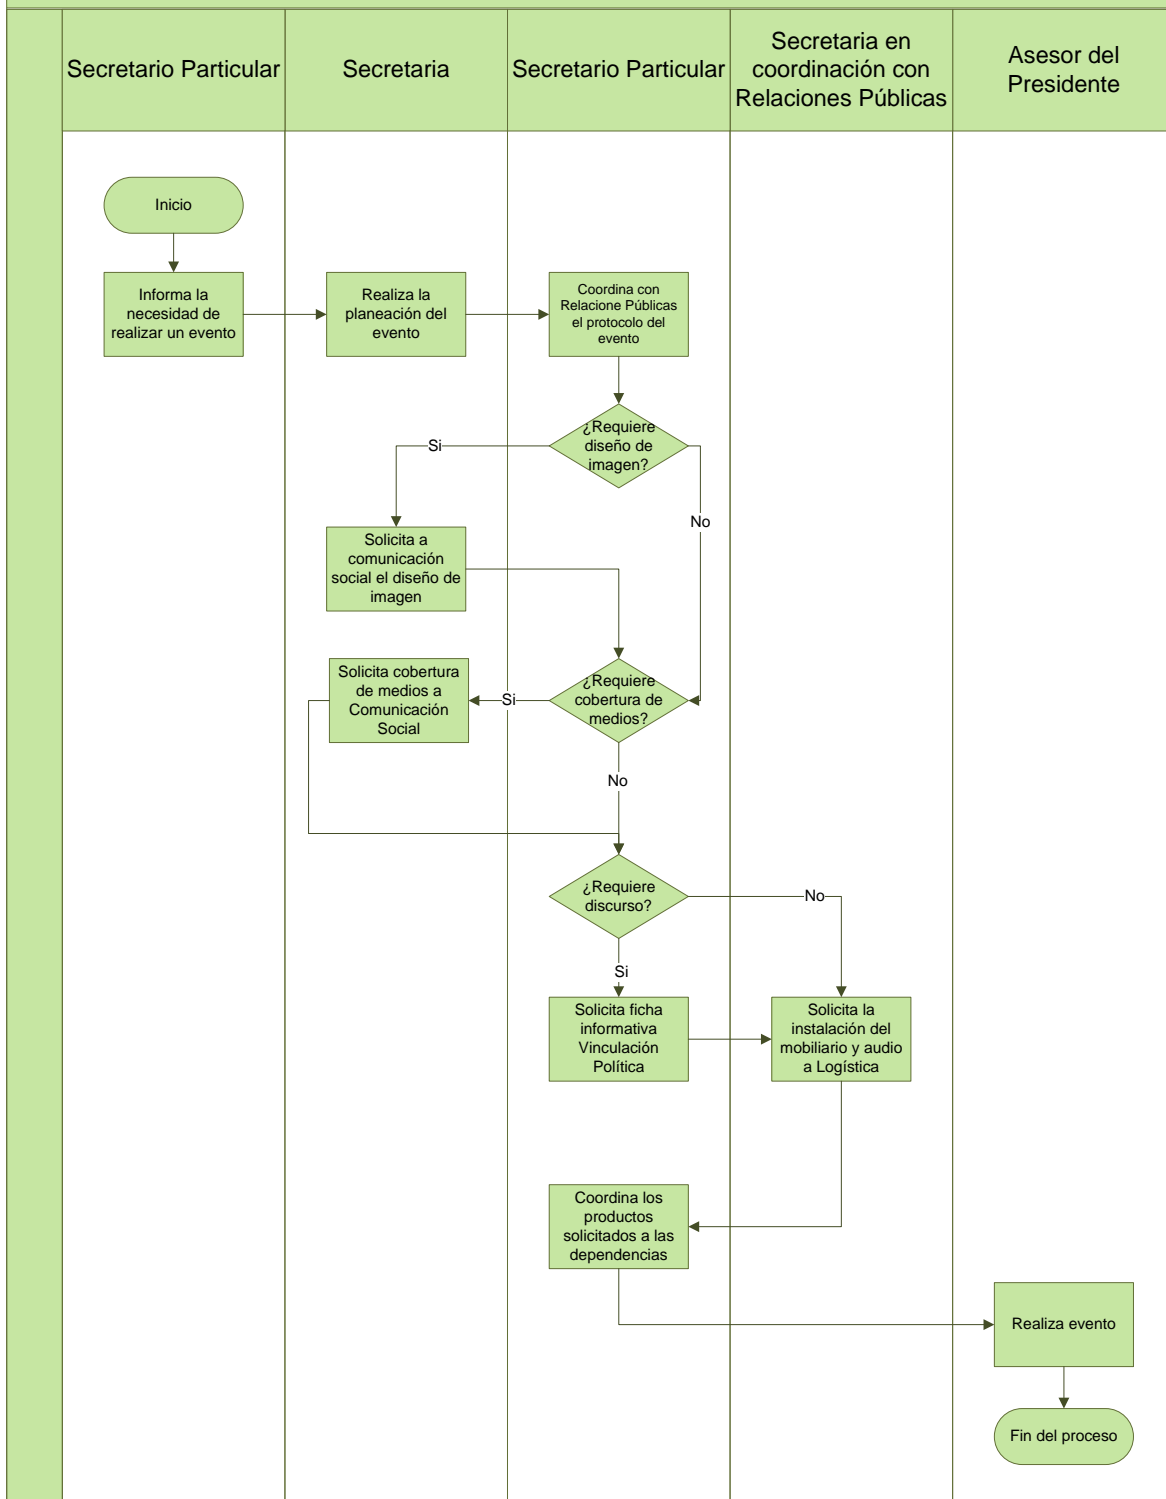 Secretario Particular
Secretaria
Secretario Particular
Secretaria en
coordinación con
Relaciones Públicas
Asesor del
Presidente
Inicio
Informa la
necesidad de
realizar un evento
Realiza la
planeación del
evento
Coordina con
Relacione Públicas
el protocolo del
evento
¿Requiere
diseño de
imagen?
Si
No
Solicita a
comunicación
social el diseño de
imagen
Solicita cobertura
de medios a
Comunicación
Social
Si
¿Requiere
cobertura de
medios?
No
¿Requiere
discurso?
No
Si
Solicita ficha
informativa
Vinculación
Política
Solicita la
instalación del
mobiliario y audio
a Logística
Coordina los
productos
solicitados a las
dependencias
Realiza evento
Fin del proceso